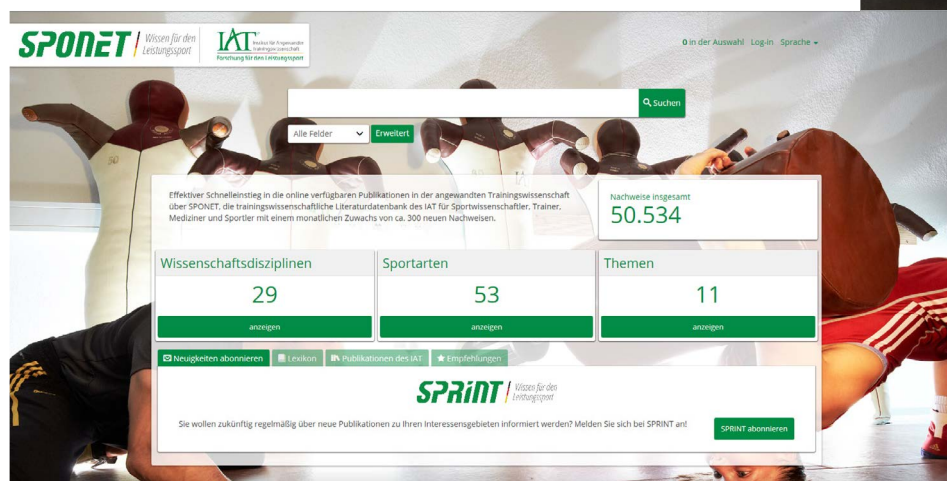 SPONET Wissen für den
Leistungssport
IAT Institut für Angewandte
Trainingswissenschaft
Forschung für den Leistungssport
0 in der Auswahl Log-in Sprache
Suchen
Alle Felder Erweitert
Effektiver Schnelleinstieg in die online verfügbaren Publikationen in der angewandten Trainingswissenschaft
über SPONET, die trainingswissenschaftliche Literaturdatenbank des IAT für Sportwissenschaftler, Trainer,
Mediziner und Sportler mit einem monatlichen Zuwachs von ca. 300 neuen Nachweisen.
Nachweise insgesamt
50.534
Wissenschaftsdisziplinen Sportarten Themen
29 53 11
anzeigen anzeigen anzeigen
Neuigkeiten abonnieren Lexikon Publikationen des IAT Empfehlungen
SPRINT Wissen für den
Leistungssport
Sie wollen zukünftig regelmäßig über neue Publikationen zu Ihren Interessensgebieten informiert werden? Melden Sie sich bei SPRINT an! SPRINT abonnieren